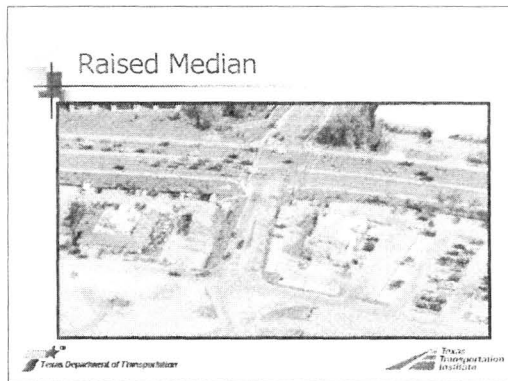 Raised Median
Texas Department of Transportation
Texas
Transportation
Institute